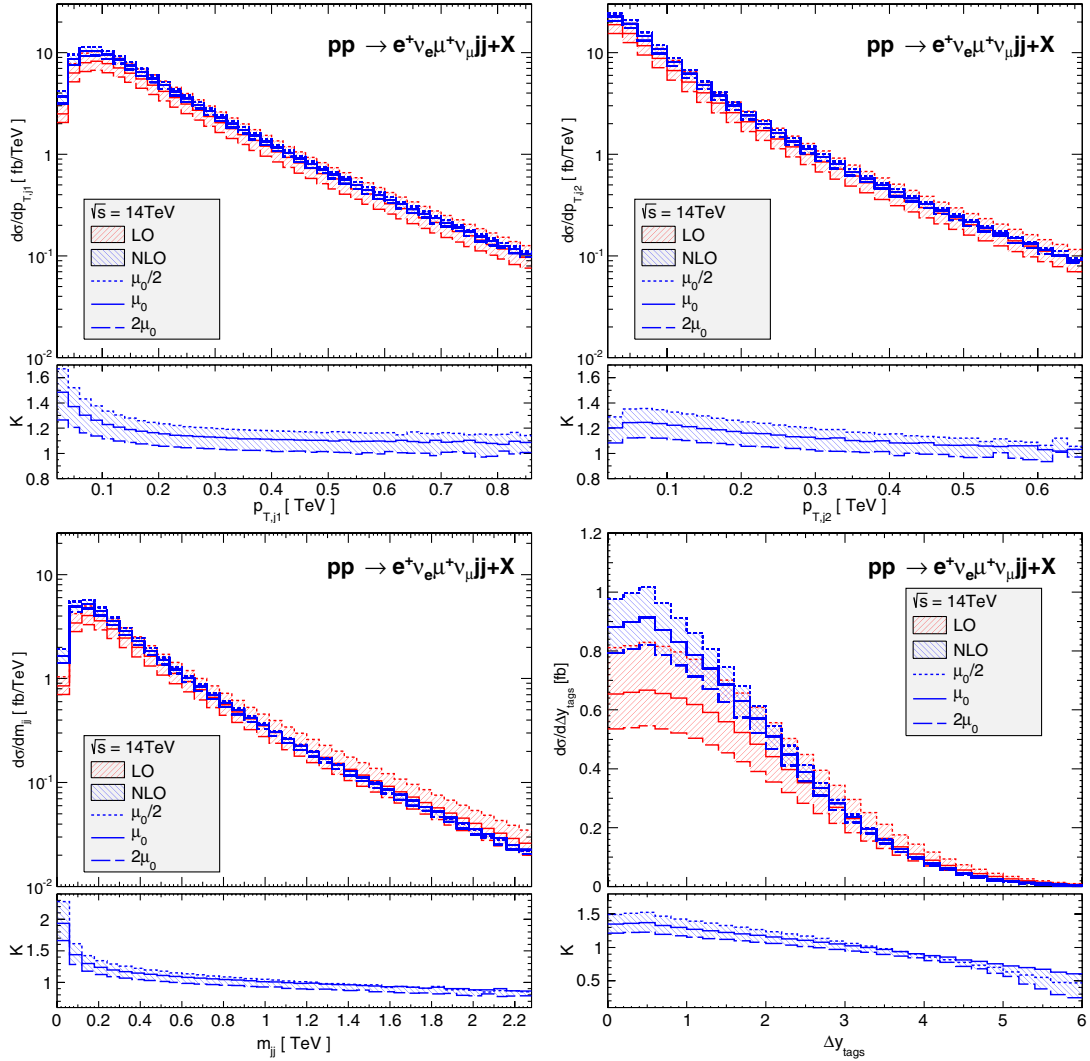 pp → e⁺νₑμ⁺ν_μjj+X
dσ/dp_T,j1 [ fb/TeV ]
10
1
10⁻¹
10⁻²
√s = 14TeV
LO
NLO
μ₀/2
μ₀
2μ₀
K
1.6
1.4
1.2
1.0
0.8
0.1 0.2 0.3 0.4 0.5 0.6 0.7 0.8
p_T,j1 [ TeV ]
pp → e⁺νₑμ⁺ν_μjj+X
dσ/dp_T,j2 [ fb/TeV ]
10
1
10⁻¹
10⁻²
√s = 14TeV
LO
NLO
μ₀/2
μ₀
2μ₀
K
1.6
1.4
1.2
1.0
0.8
0.1 0.2 0.3 0.4 0.5 0.6
p_T,j2 [ TeV ]
pp → e⁺νₑμ⁺ν_μjj+X
dσ/dm_jj [ fb/TeV ]
10
1
10⁻¹
10⁻²
√s = 14TeV
LO
NLO
μ₀/2
μ₀
2μ₀
K
2
1.5
1
0 0.2 0.4 0.6 0.8 1 1.2 1.4 1.6 1.8 2 2.2
m_jj [ TeV ]
pp → e⁺νₑμ⁺ν_μjj+X
dσ/dΔy_tags [fb]
1.2
1
0.8
0.6
0.4
0.2
0
√s = 14TeV
LO
NLO
μ₀/2
μ₀
2μ₀
K
1.5
1
0.5
0 1 2 3 4 5 6
Δy_tags